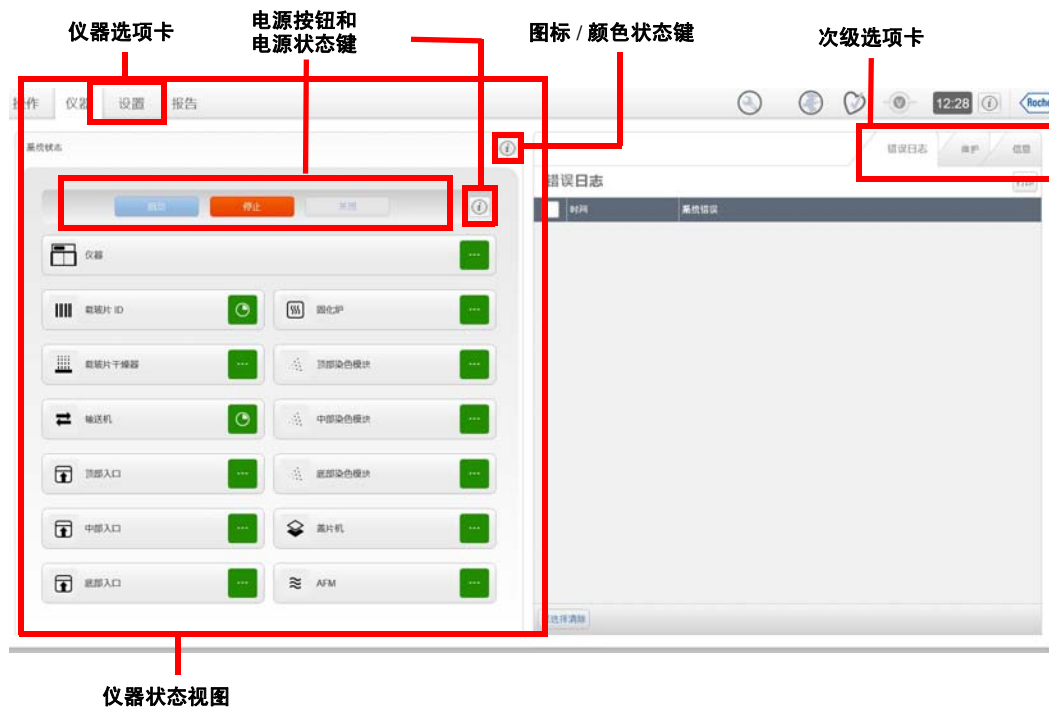 仪器选项卡
电源按钮和
电源状态键
图标 / 颜色状态键
次级选项卡
作
仪器
设置
报告
12:28
Roche
系统状态
错误日志
维护
信息
启动
停止
关闭
错误日志
时间
系统错误
仪器
载玻片 ID
固化炉
载玻片干燥器
顶部染色模块
输送机
中部染色模块
顶部入口
底部染色模块
中部入口
盖片机
底部入口
AFM
选择清除
仪器状态视图